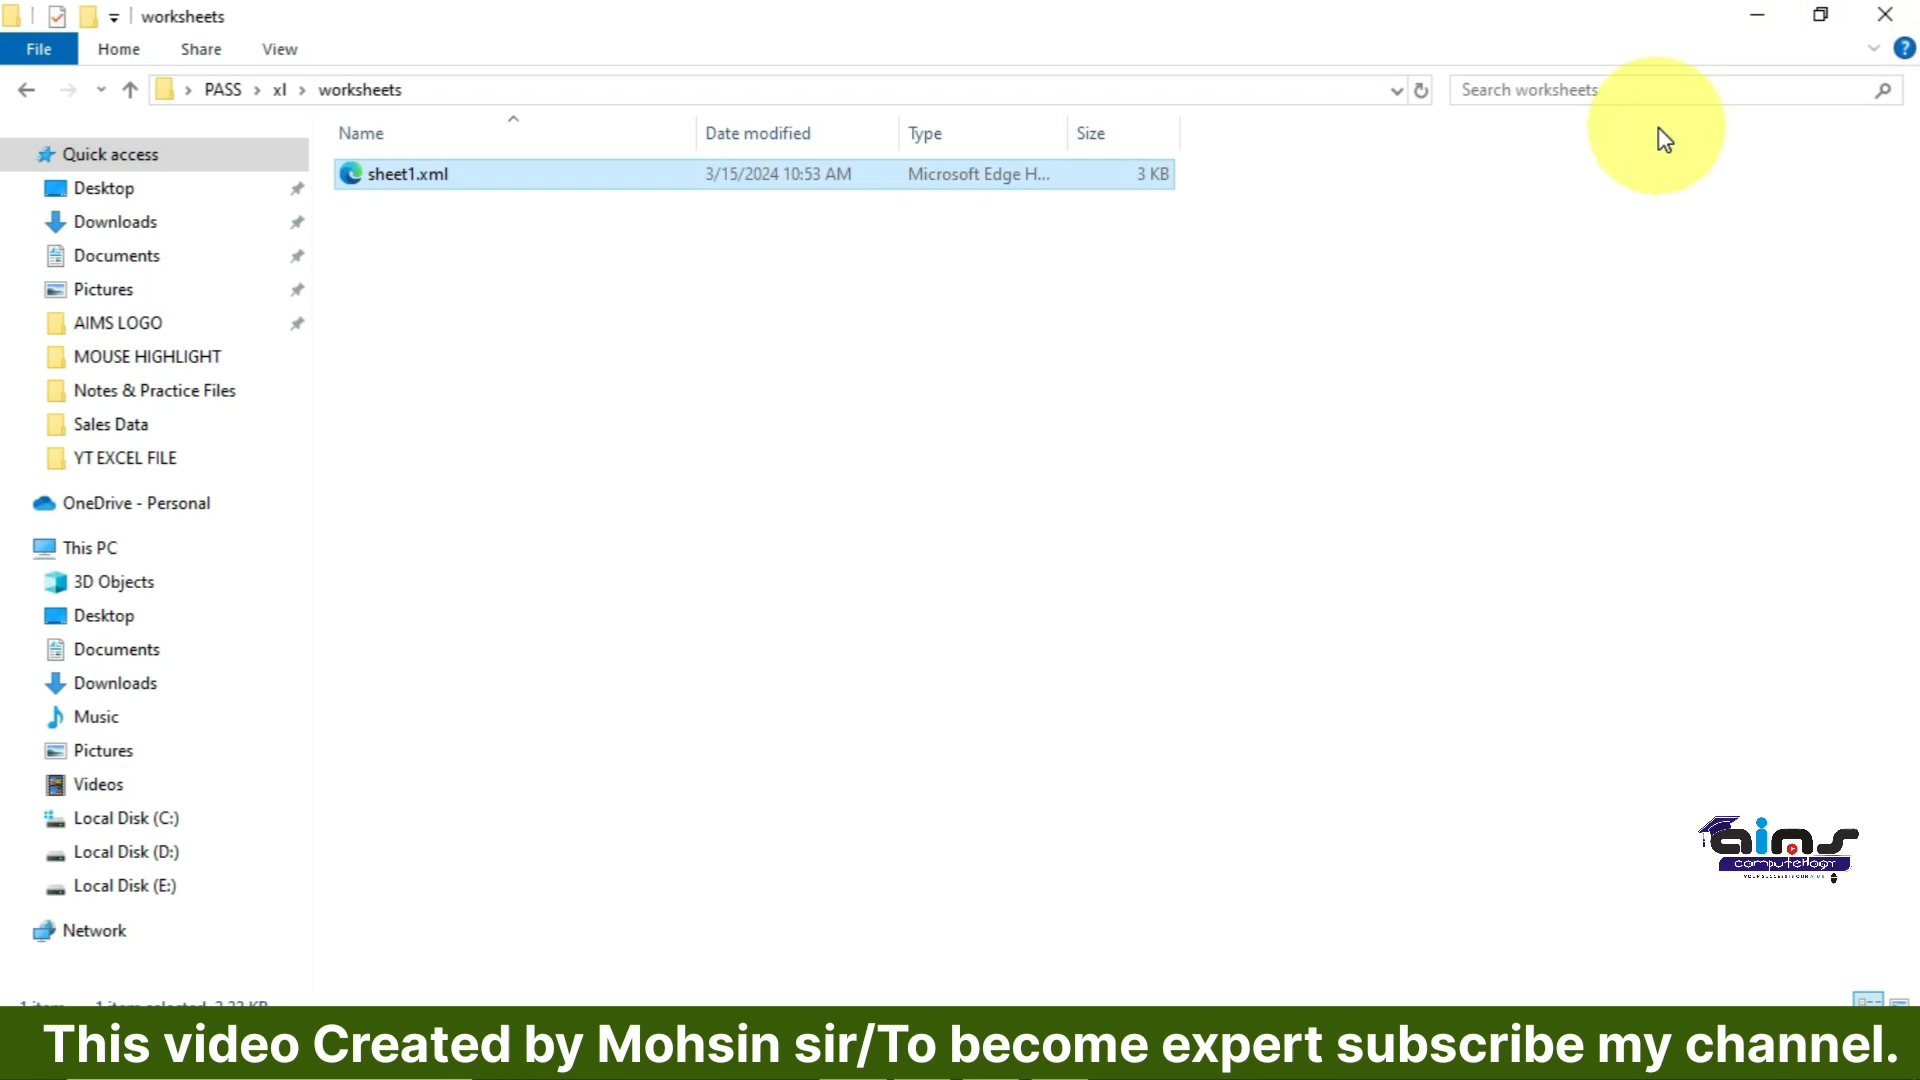 worksheets
File Home Share View
PASS xl worksheets
Search worksheets
Name Date modified Type Size
sheet1.xml 3/15/2024 10:53 AM Microsoft Edge H... 3 KB
Quick access
Desktop
Downloads
Documents
Pictures
AIMS LOGO
MOUSE HIGHLIGHT
Notes & Practice Files
Sales Data
YT EXCEL FILE
OneDrive - Personal
This PC
3D Objects
Desktop
Documents
Downloads
Music
Pictures
Videos
Local Disk (C:)
Local Disk (D:)
Local Disk (E:)
Network
aims
This video Created by Mohsin sir/To become expert subscribe my channel.